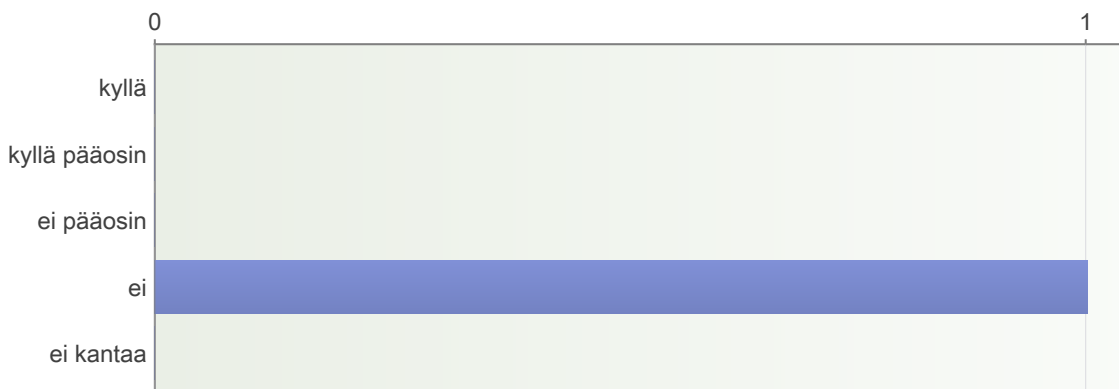 0 1
kyllä
kyllä pääosin
ei pääosin
ei
ei kantaa